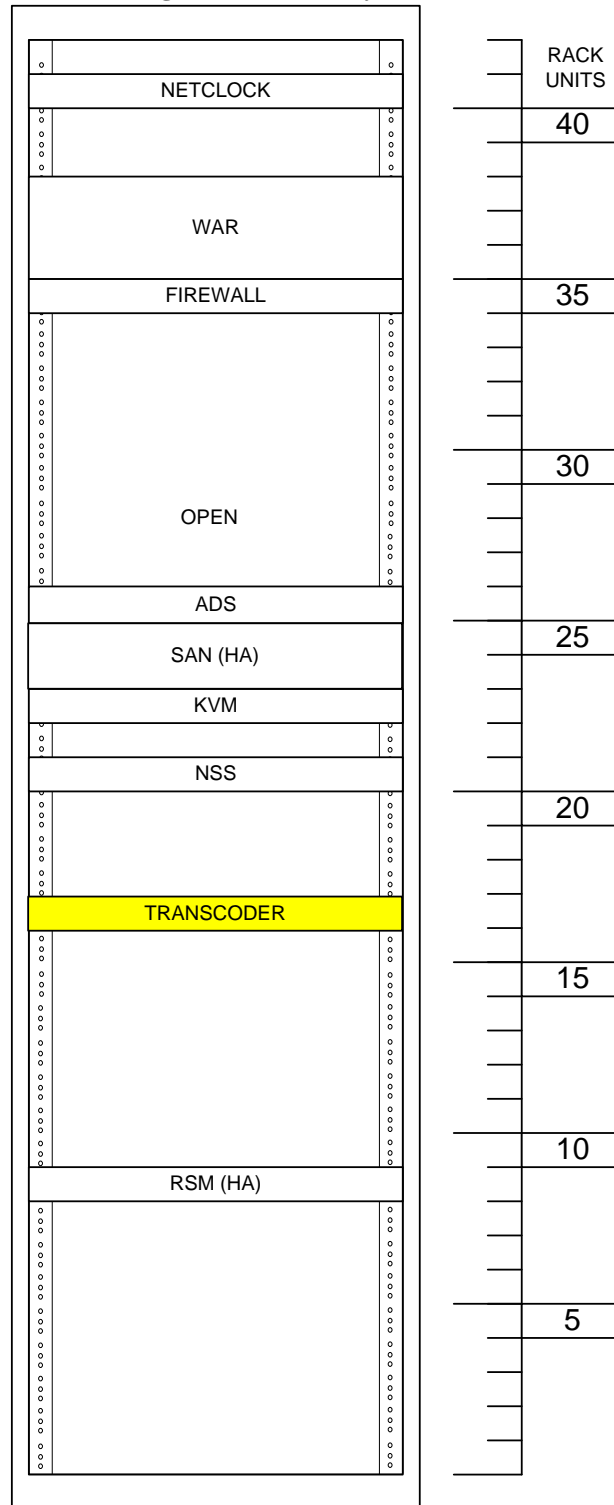 RACK
UNITS
NETCLOCK
40
WAR
FIREWALL
35
30
OPEN
ADS
25
SAN (HA)
KVM
NSS
20
TRANSCODER
15
10
RSM (HA)
5